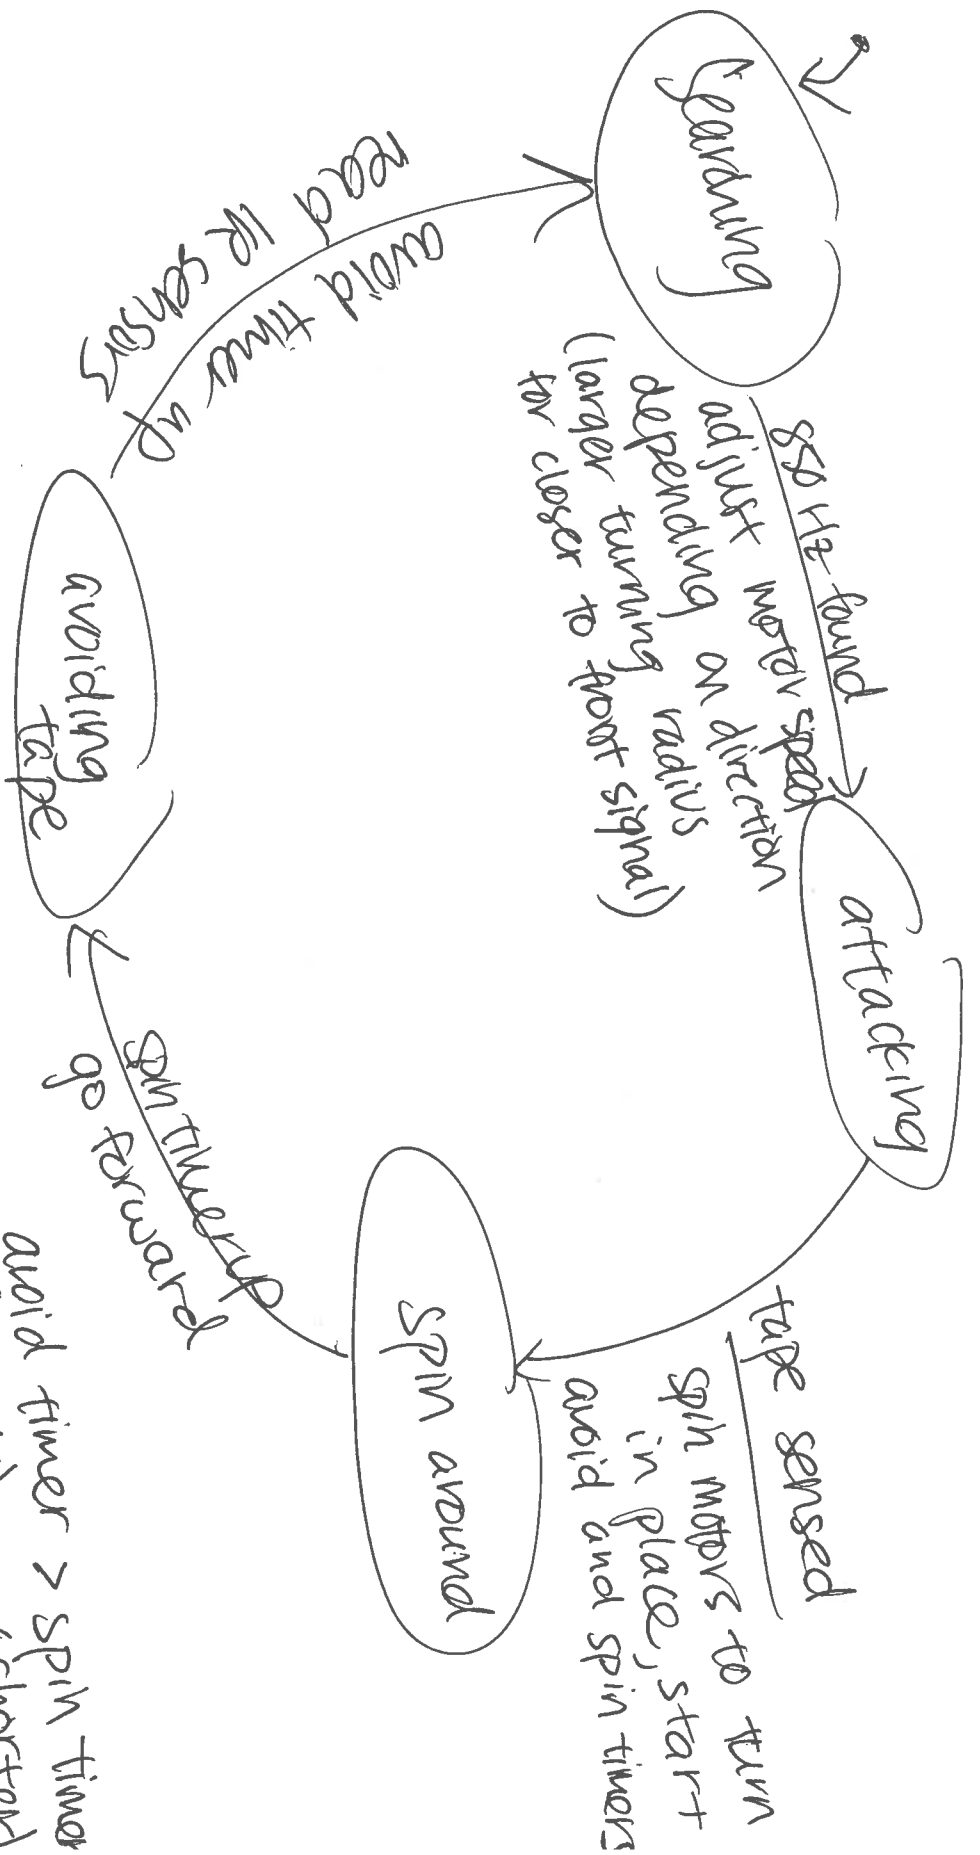 searching
850 Hz found
adjust motor speed
depending on direction
(larger turning radius
for closer to front signal)
attacking
tape sensed
spin motors to turn
in place, start
avoid and spin timers
spin around
spin timer up
go forward
avoiding
tape
avoid timer up
read IR sensors
avoid timer > spin timer